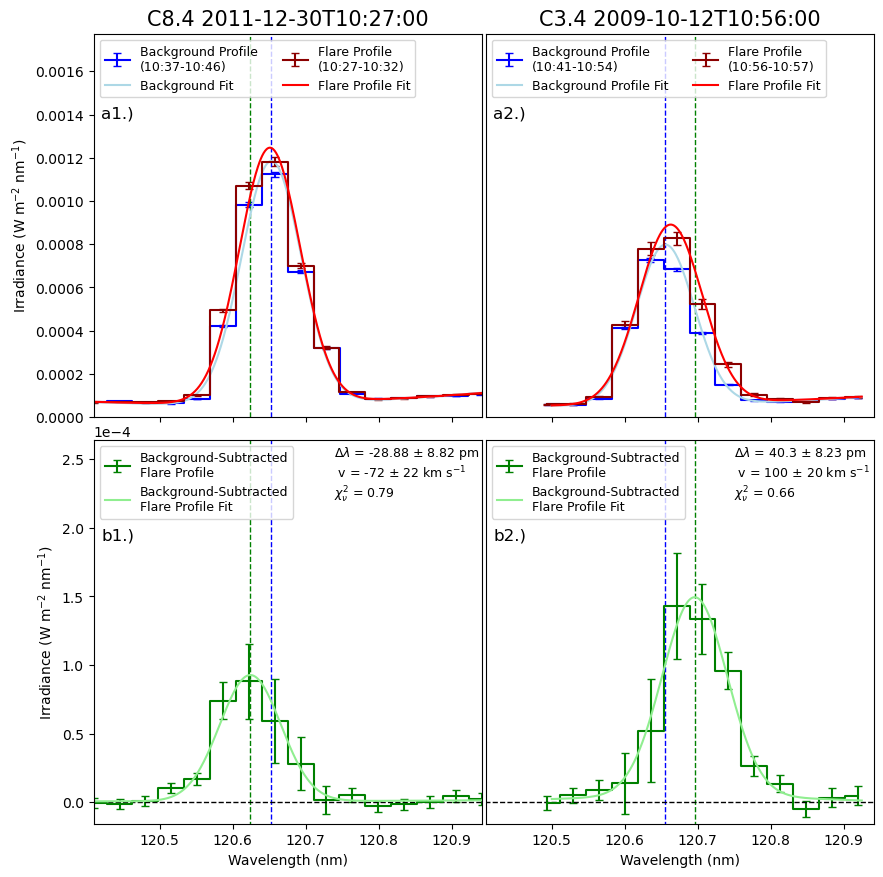 C8.4 2011-12-30T10:27:00
C3.4 2009-10-12T10:56:00
Background Profile
(10:37-10:46)
Background Fit
Flare Profile
(10:27-10:32)
Flare Profile Fit
a1.)
Background Profile
(10:41-10:54)
Background Profile Fit
Flare Profile
(10:56-10:57)
Flare Profile Fit
a2.)
0.0016
0.0014
0.0012
0.0010
0.0008
0.0006
0.0004
0.0002
0.0000
Irradiance (W m⁻² nm⁻¹)
1e−4
Background-Subtracted
Flare Profile
Background-Subtracted
Flare Profile Fit
Δλ = -28.88 ± 8.82 pm
v = -72 ± 22 km s⁻¹
χ²ᵥ = 0.79
b1.)
Background-Subtracted
Flare Profile
Background-Subtracted
Flare Profile Fit
Δλ = 40.3 ± 8.23 pm
v = 100 ± 20 km s⁻¹
χ²ᵥ = 0.66
b2.)
2.5
2.0
1.5
1.0
0.5
0.0
Irradiance (W m⁻² nm⁻¹)
120.5 120.6 120.7 120.8 120.9
120.5 120.6 120.7 120.8 120.9
Wavelength (nm)
Wavelength (nm)